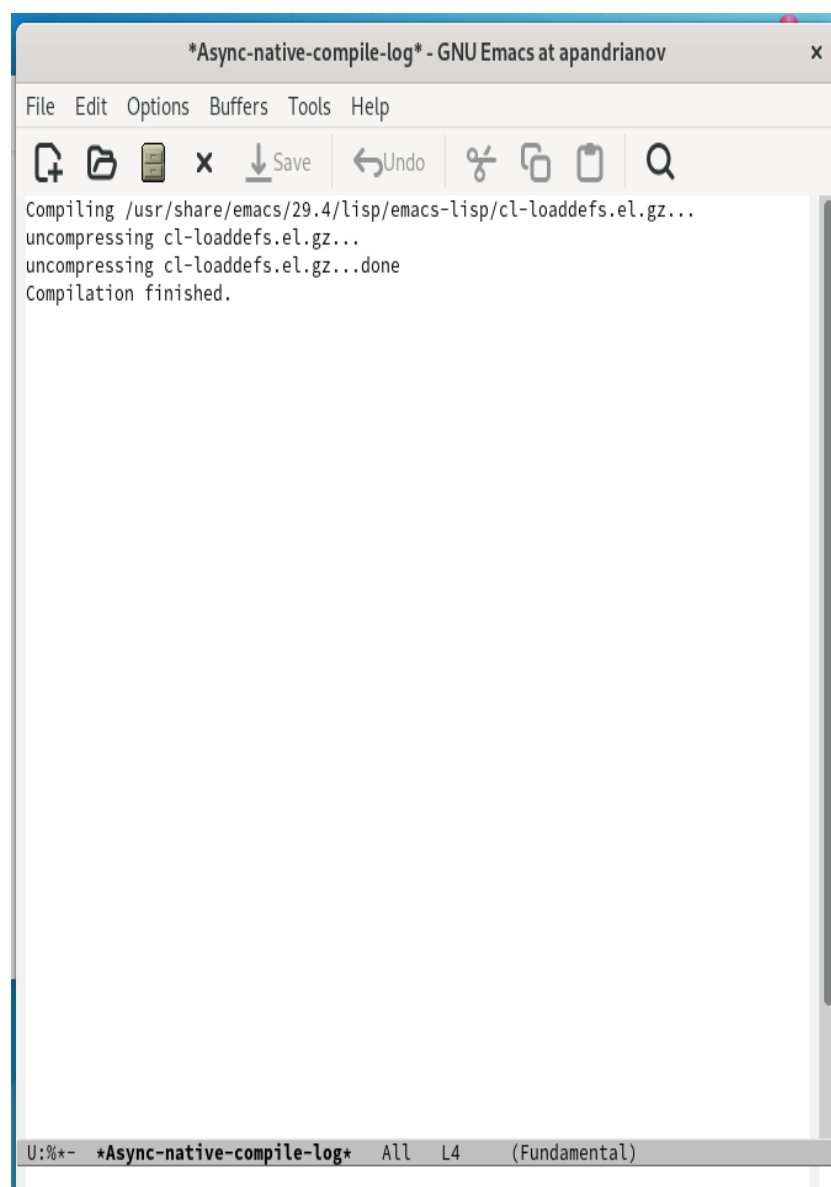 *Async-native-compile-log* - GNU Emacs at apandrianov
File Edit Options Buffers Tools Help
Save Undo
Compiling /usr/share/emacs/29.4/lisp/emacs-lisp/cl-loaddefs.el.gz...
uncompressing cl-loaddefs.el.gz...
uncompressing cl-loaddefs.el.gz...done
Compilation finished.
U:%*- *Async-native-compile-log* All L4 (Fundamental)